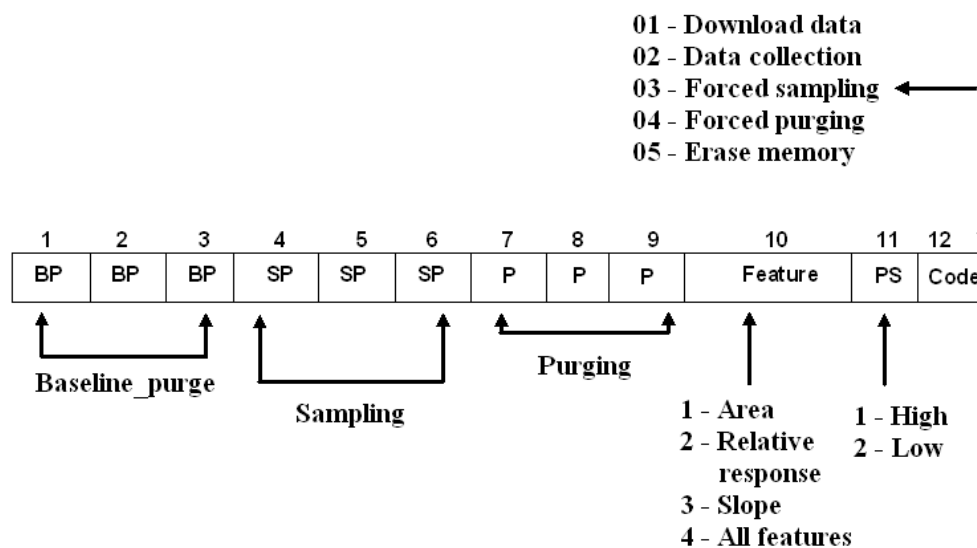 01 - Download data
02 - Data collection
03 - Forced sampling
04 - Forced purging
05 - Erase memory
1 2 3 4 5 6 7 8 9 10 11 12
BP BP BP SP SP SP P P P Feature PS Code
Baseline_purge
Sampling
Purging
1 - Area
2 - Relative
response
3 - Slope
4 - All features
1 - High
2 - Low